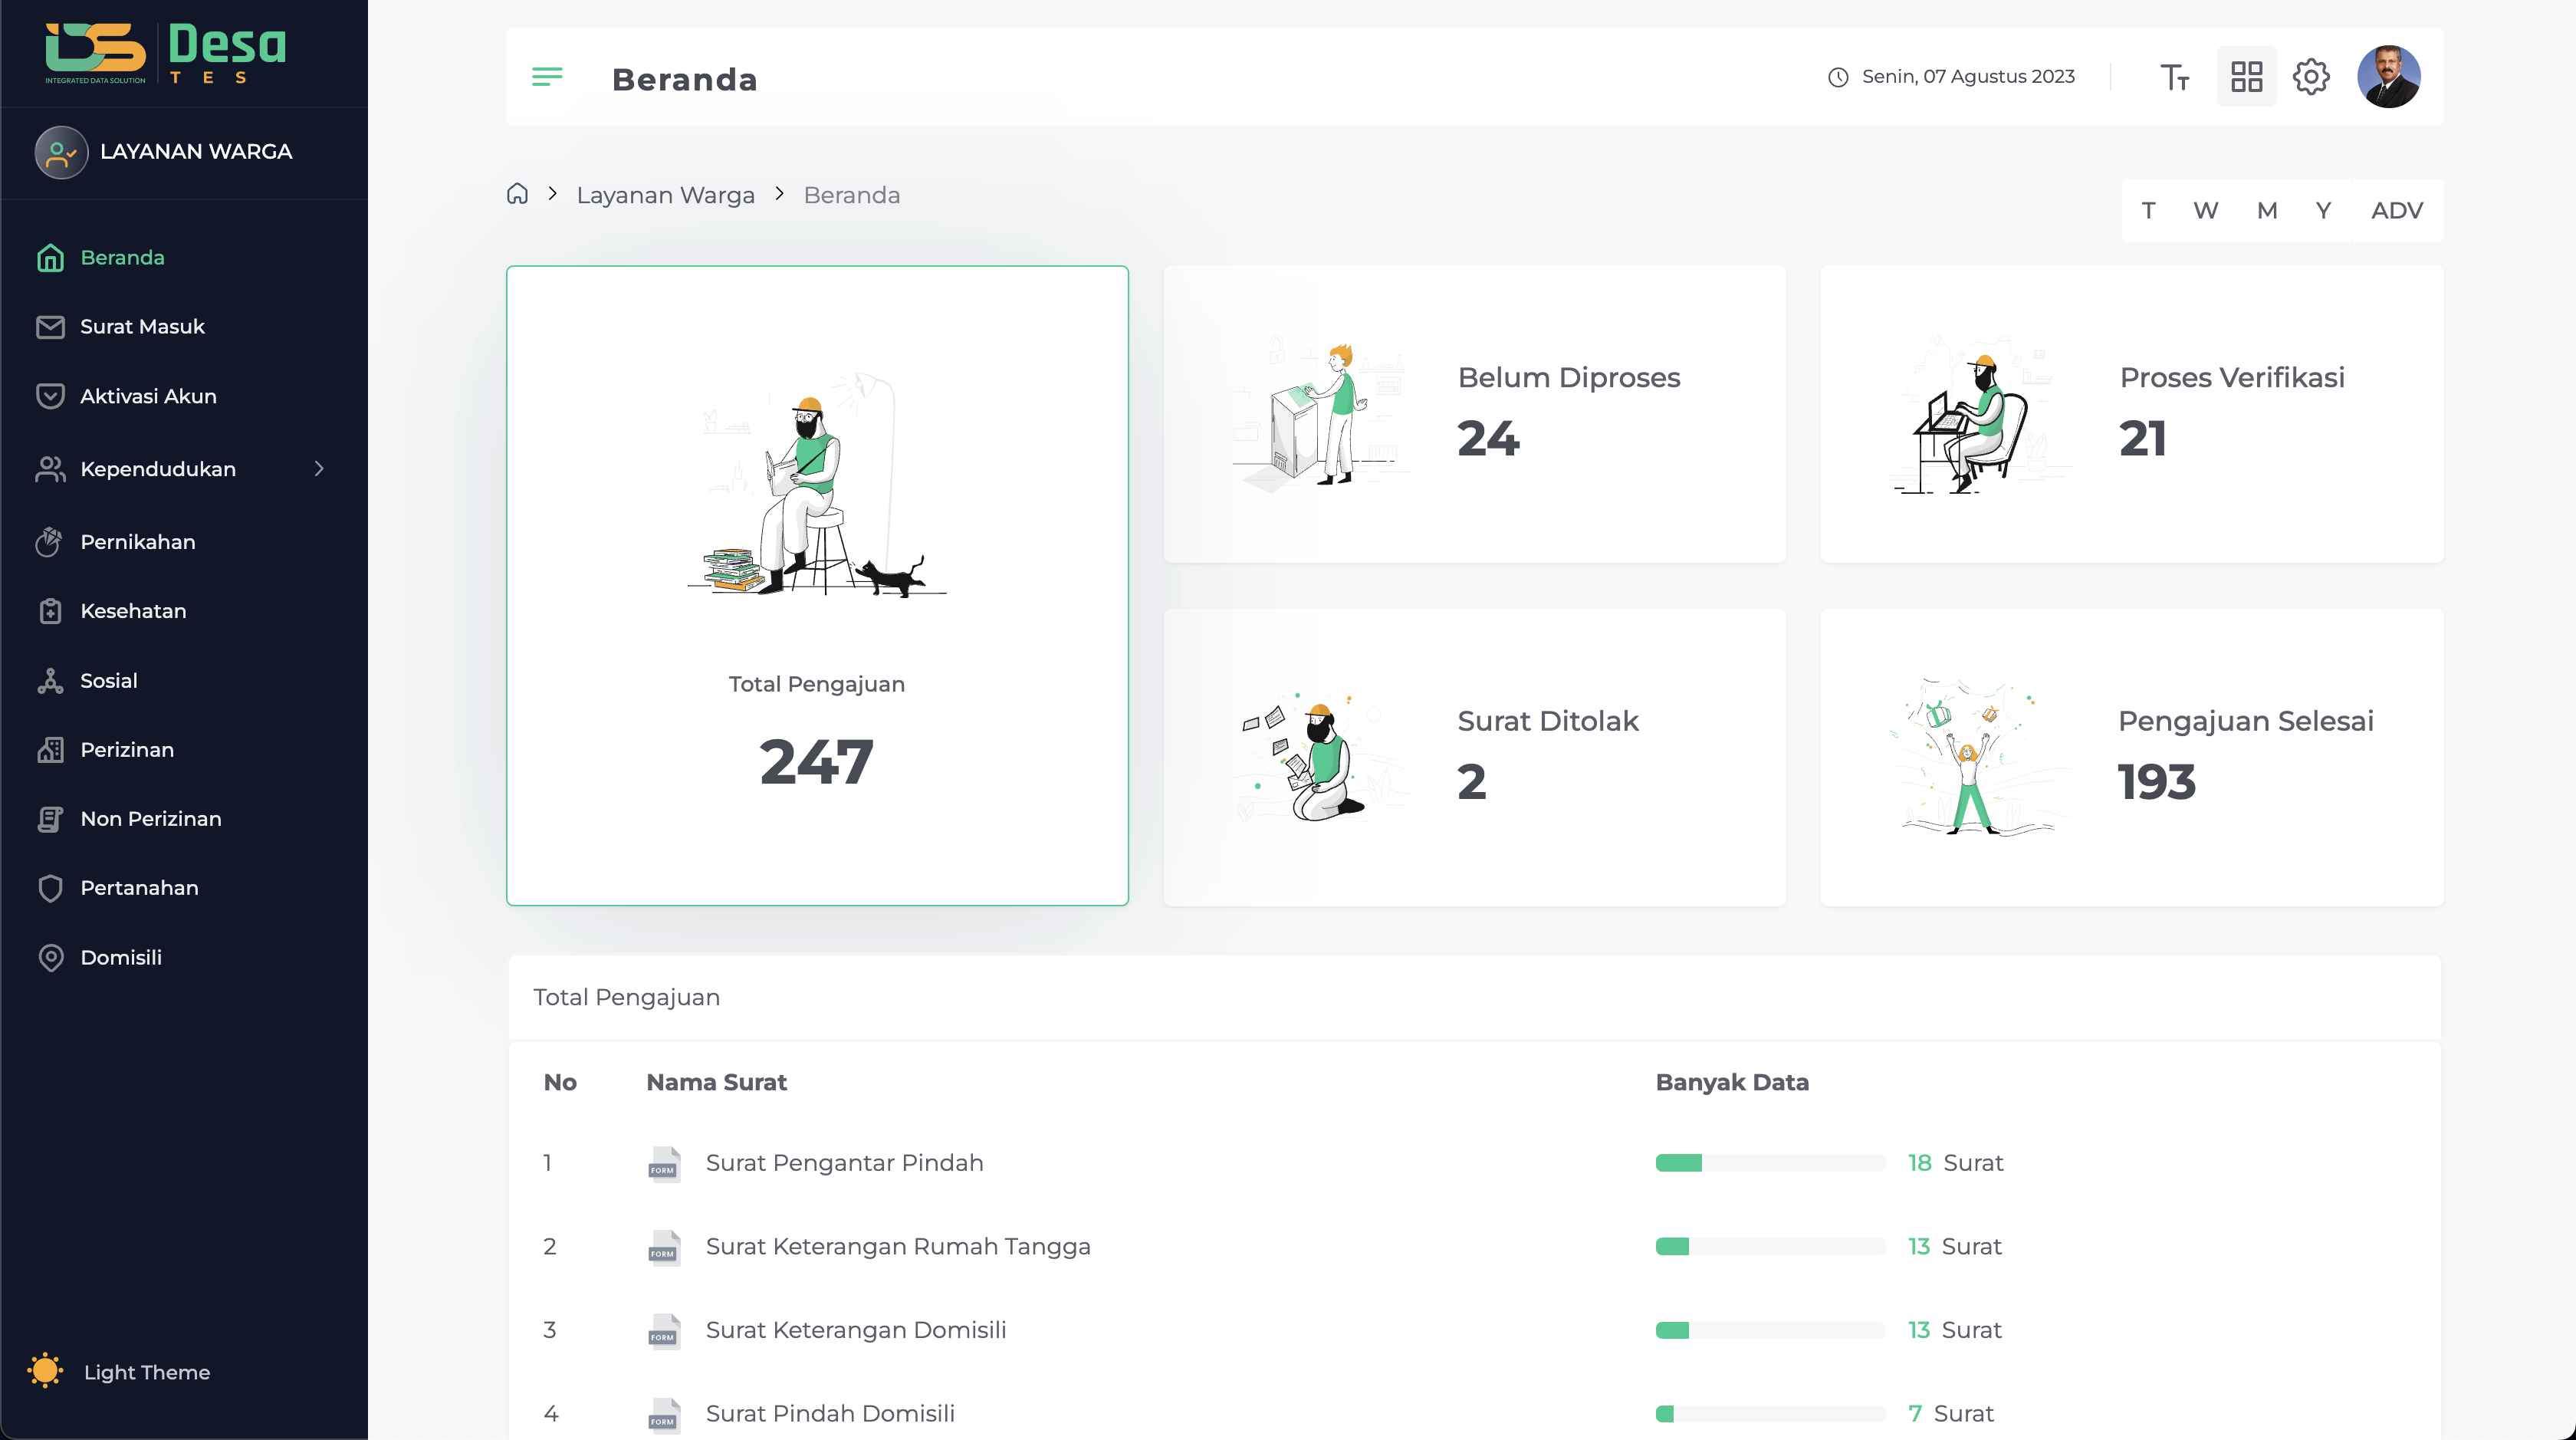 Desa
TES
INTEGRATED DATA SOLUTION
LAYANAN WARGA
Beranda
Surat Masuk
Aktivasi Akun
Kependudukan
Pernikahan
Kesehatan
Sosial
Perizinan
Non Perizinan
Pertanahan
Domisili
Light Theme
Beranda
Senin, 07 Agustus 2023
Layanan Warga
Beranda
T W M Y ADV
Total Pengajuan
247
Belum Diproses
24
Proses Verifikasi
21
Surat Ditolak
2
Pengajuan Selesai
193
Total Pengajuan
No Nama Surat Banyak Data
1 FORM Surat Pengantar Pindah 18 Surat
2 FORM Surat Keterangan Rumah Tangga 13 Surat
3 FORM Surat Keterangan Domisili 13 Surat
4 FORM Surat Pindah Domisili 7 Surat